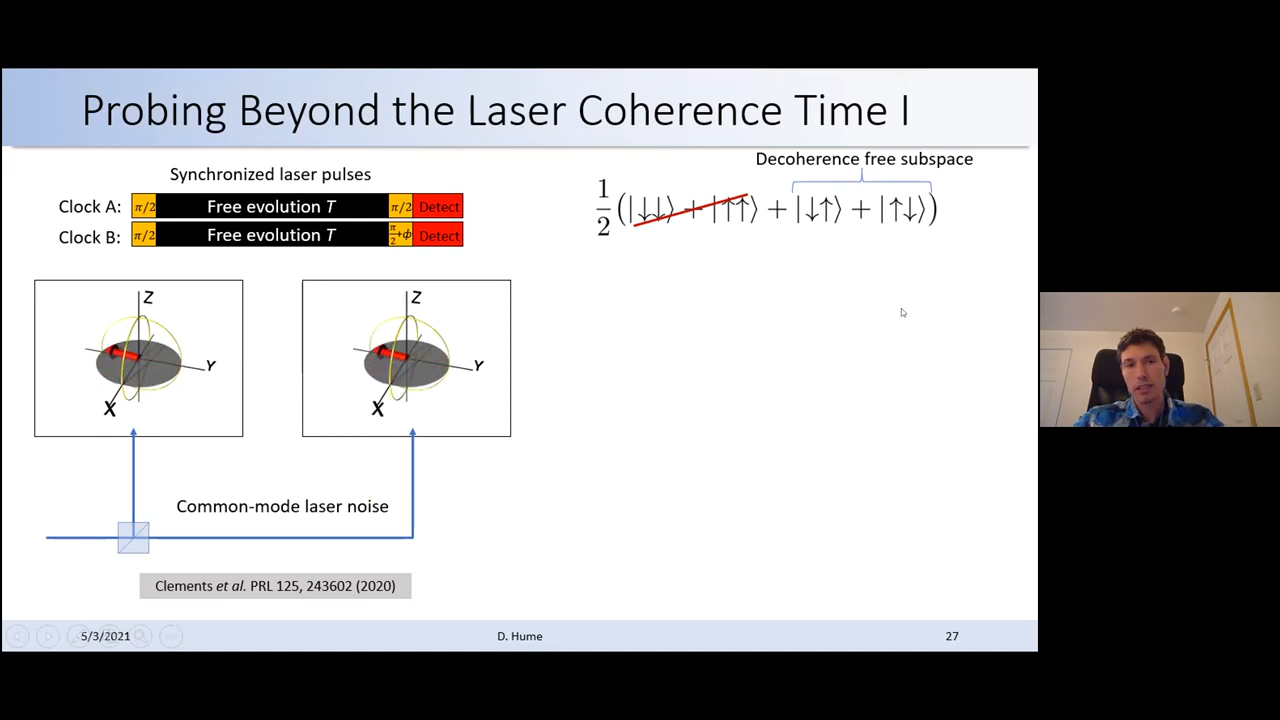 Probing Beyond the Laser Coherence Time I
Synchronized laser pulses
Clock A: π/2 Free evolution T π/2 Detect
Clock B: π/2 Free evolution T π/2+ϕ Detect
Decoherence free subspace
1/2(|↓↓⟩ + |↑↑⟩ + |↓↑⟩ + |↑↓⟩)
Z Y X
Z Y X
Common-mode laser noise
Clements et al. PRL 125, 243602 (2020)
5/3/2021 D. Hume 27